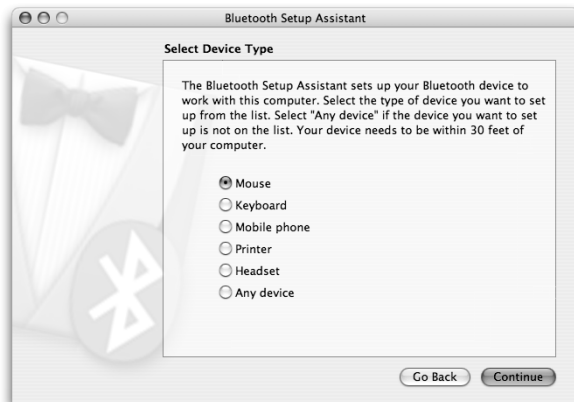 Bluetooth Setup Assistant
Select Device Type
The Bluetooth Setup Assistant sets up your Bluetooth device to
work with this computer. Select the type of device you want to set
up from the list. Select "Any device" if the device you want to set
up is not on the list. Your device needs to be within 30 feet of
your computer.
Mouse
Keyboard
Mobile phone
Printer
Headset
Any device
Go Back
Continue